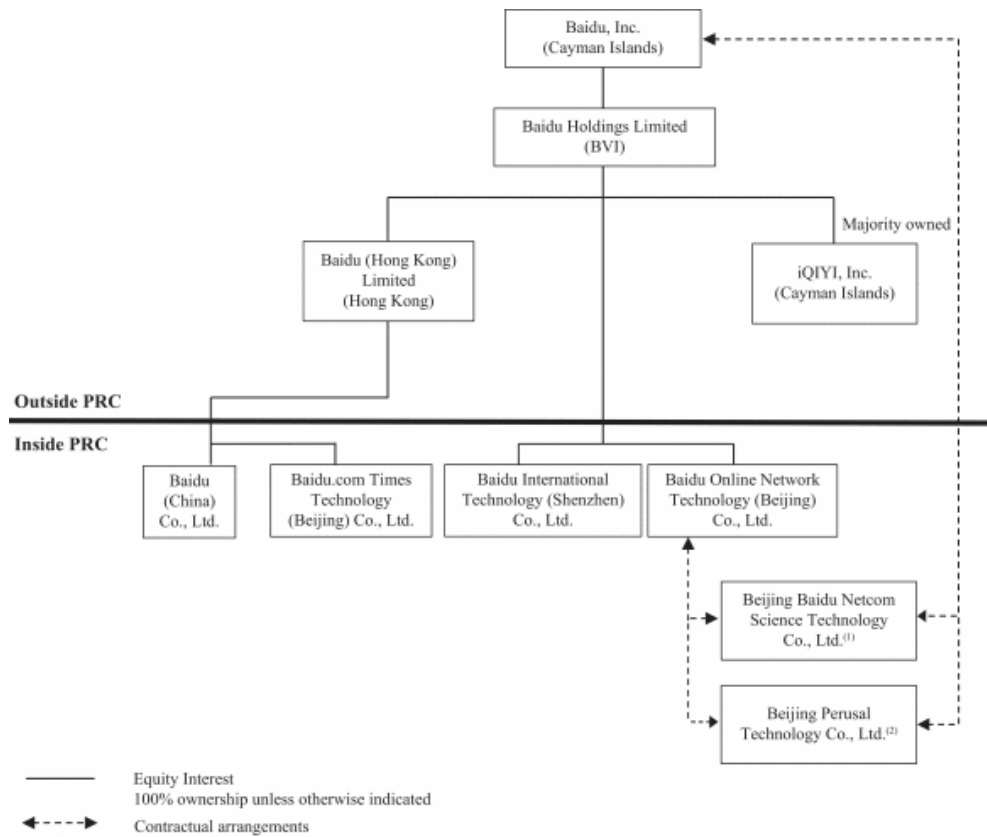 Baidu, Inc.
(Cayman Islands)
Baidu Holdings Limited
(BVI)
Majority owned
Baidu (Hong Kong)
Limited
(Hong Kong)
iQIYI, Inc.
(Cayman Islands)
Outside PRC
Inside PRC
Baidu
(China)
Co., Ltd.
Baidu.com Times
Technology
(Beijing) Co., Ltd.
Baidu International
Technology (Shenzhen)
Co., Ltd.
Baidu Online Network
Technology (Beijing)
Co., Ltd.
Beijing Baidu Netcom
Science Technology
Co., Ltd.(1)
Beijing Perusal
Technology Co., Ltd.(2)
Equity Interest
100% ownership unless otherwise indicated
Contractual arrangements